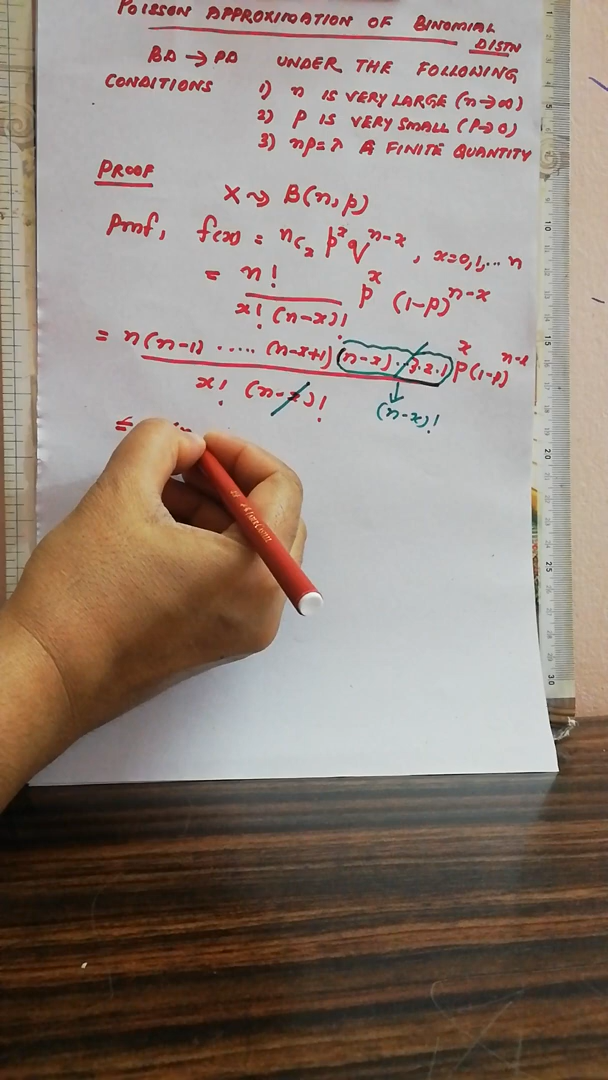 POISSON APPROXIMATION OF BINOMIAL
DISTN
BD → PD UNDER THE FOLLOWING
CONDITIONS 1) n IS VERY LARGE (n→∞)
2) p IS VERY SMALL (P→0)
3) np=λ A FINITE QUANTITY
PROOF
X ~> B(n,p)
pmf, f(x) = nCx p^x q^(n-x), x=0,1,... n
= n! / x! (n-x)! p^x (1-p)^(n-x)
= n(n-1) ..... (n-x+1) (n-x)...3.2.1 / x! (n-x)! p^x (1-p)^(n-x)
(n-x)!
=